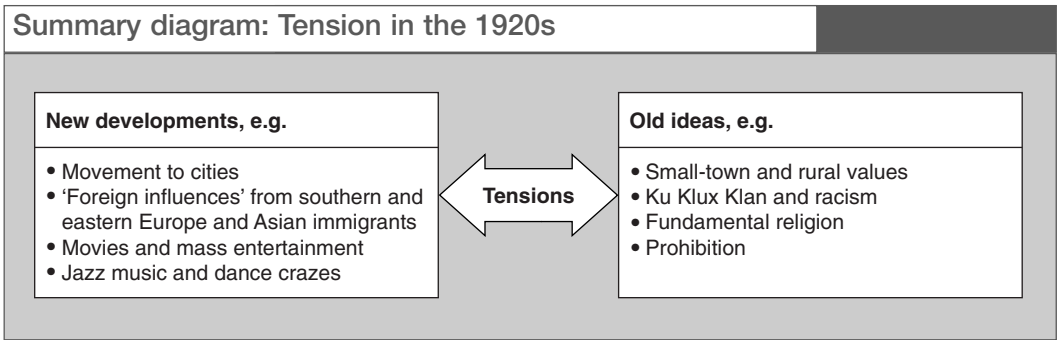 Summary diagram: Tension in the 1920s
New developments, e.g.
• Movement to cities
• ‘Foreign influences’ from southern and
eastern Europe and Asian immigrants
• Movies and mass entertainment
• Jazz music and dance crazes
Tensions
Old ideas, e.g.
• Small-town and rural values
• Ku Klux Klan and racism
• Fundamental religion
• Prohibition